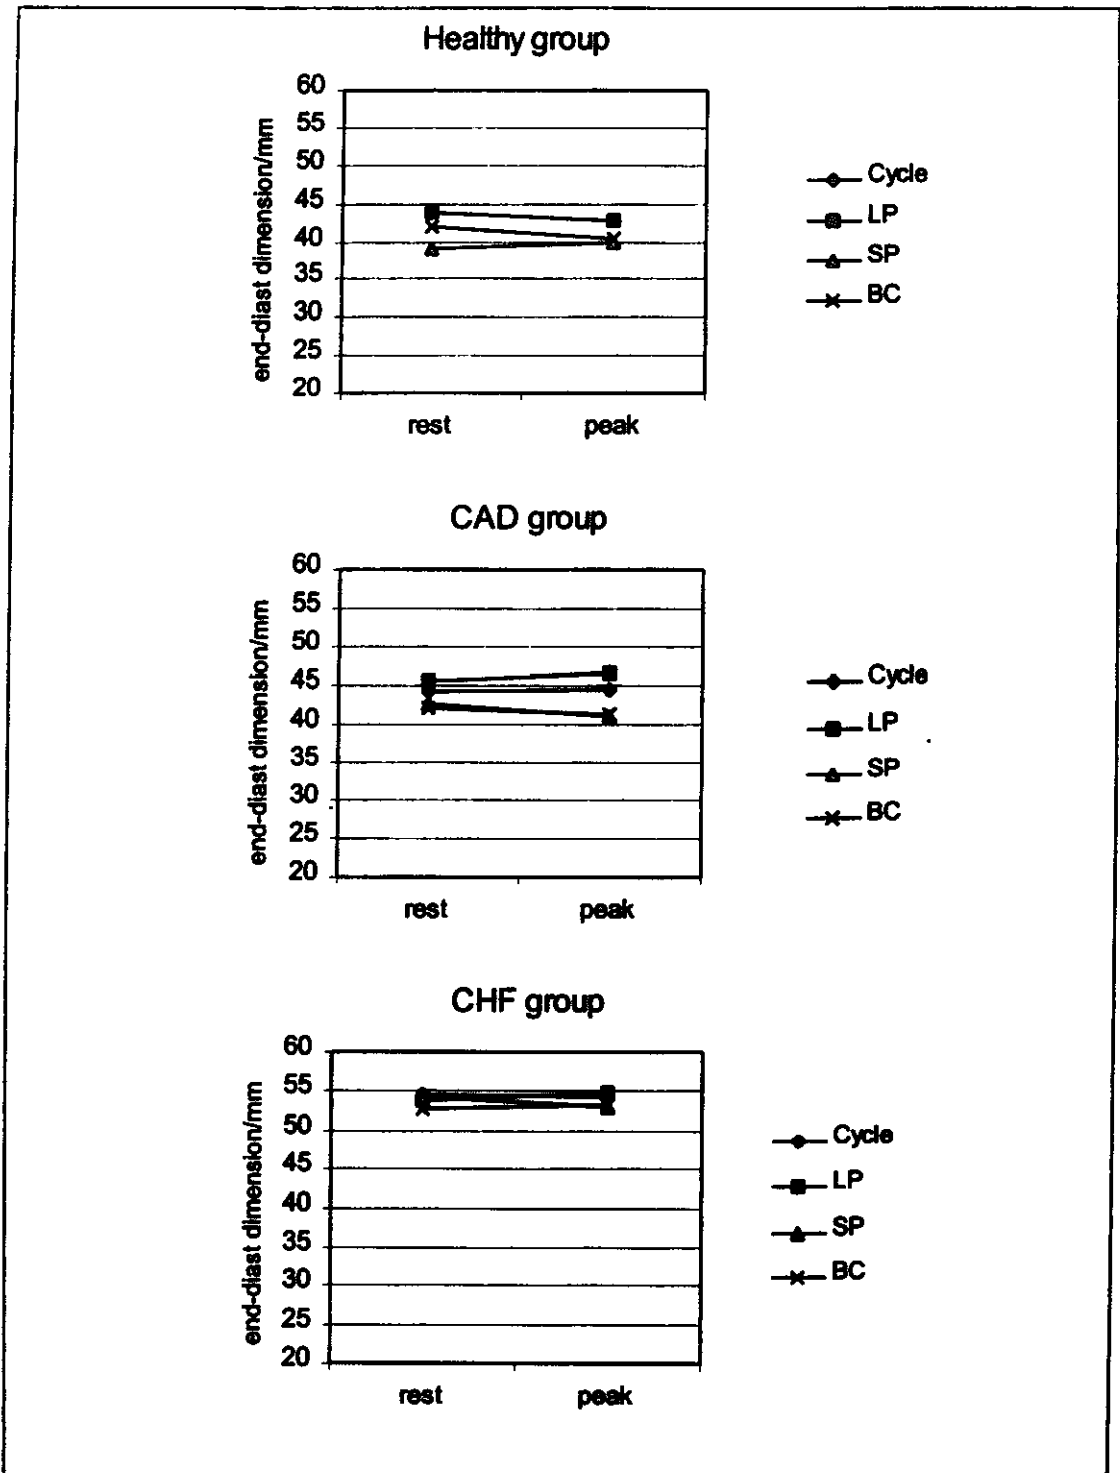 Healthy group
end-diast dimension/mm
60
55
50
45
40
35
30
25
20
rest peak
Cycle
LP
SP
BC
CAD group
end-diast dimension/mm
60
55
50
45
40
35
30
25
20
rest peak
Cycle
LP
SP
BC
CHF group
end-diast dimension/mm
60
55
50
45
40
35
30
25
20
rest peak
Cycle
LP
SP
BC